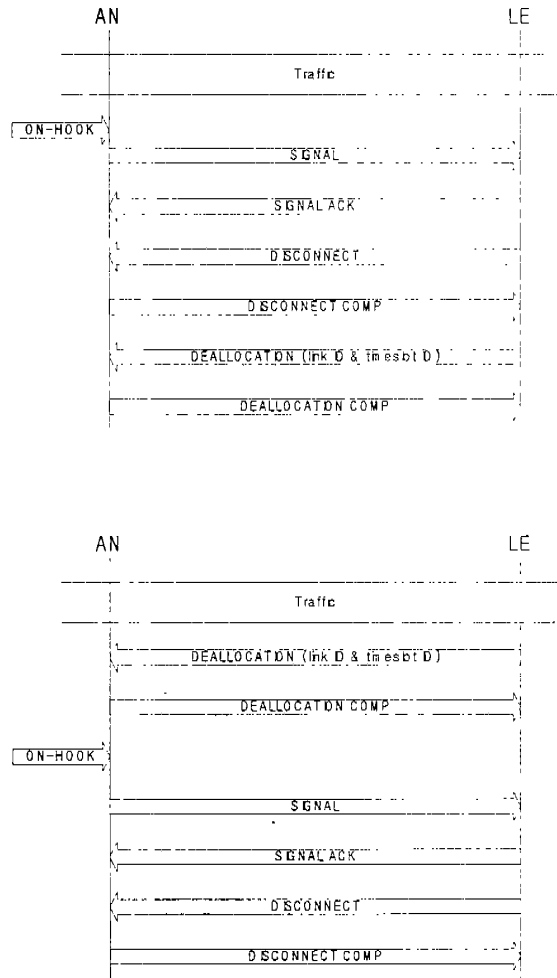 AN LE
Traffic
ON-HOOK
SIGNAL
SIGNAL ACK
DISCONNECT
DISCONNECT COMP
DEALLOCATION (link ID & timeslot ID)
DEALLOCATION COMP
AN LE
Traffic
DEALLOCATION (link ID & timeslot ID)
DEALLOCATION COMP
ON-HOOK
SIGNAL
SIGNAL ACK
DISCONNECT
DISCONNECT COMP